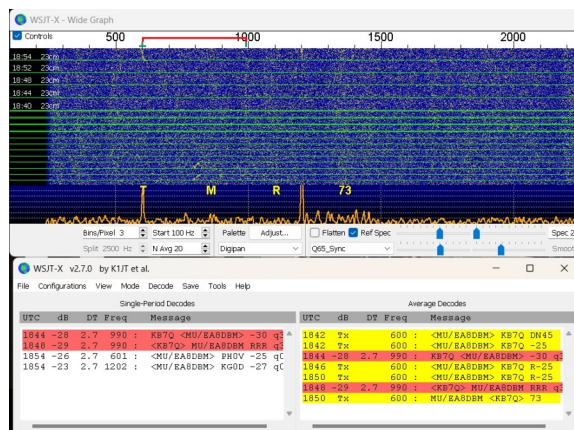 WSJT-X - Wide Graph
Controls 500 1000 1500 2000
18:54 23cm
18:52 23cm
18:48 23cm
18:44 23cm
18:40 23cm
T M R 73
Bins/Pixel 3 Start 100 Hz Palette Adjust... Flatten Ref Spec Spec 2
Split 2500 Hz N Avg 20 Digipan Q65_Sync Smoot
WSJT-X v2.7.0 by K1JT et al.
File Configurations View Mode Decode Save Tools Help
Single-Period Decodes Average Decodes
UTC dB DT Freq Message UTC dB DT Freq Message
1844 -28 2.7 990 : KB7Q <MU/EA8DBM> -30 q3 1842 Tx 600 : <MU/EA8DBM> KB7Q DN45
1848 -29 2.7 990 : <KB7Q> MU/EA8DBM RRR q3 1842 Tx 600 : <MU/EA8DBM> KB7Q -25
1854 -26 2.7 601 : <MU/EA8DBM> PH0V -25 q0 1844 -28 2.7 990 : KB7Q <MU/EA8DBM> -30 q3
1854 -23 2.7 1202 : <MU/EA8DBM> KG0D -27 q0 1846 Tx 600 : <MU/EA8DBM> KB7Q R-25
1850 Tx 600 : <MU/EA8DBM> KB7Q R-25
1848 -29 2.7 990 : <KB7Q> MU/EA8DBM RRR q3
1850 Tx 600 : MU/EA8DBM <KB7Q> 73